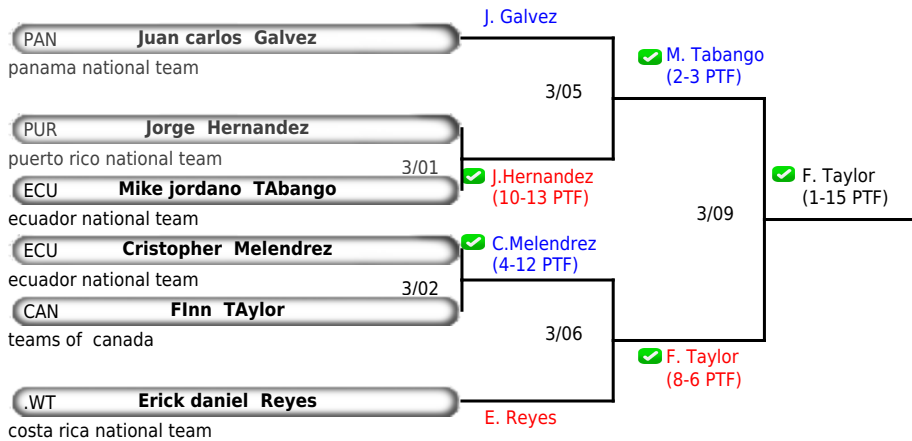 J. Galvez
PAN Juan carlos Galvez
panama national team
M. Tabango
(2-3 PTF)
3/05
PUR Jorge Hernandez
puerto rico national team
3/01
J.Hernandez
(10-13 PTF)
ECU Mike jordano TAbango
ecuador national team
F. Taylor
(1-15 PTF)
3/09
ECU Cristopher Melendrez
ecuador national team
C.Melendrez
(4-12 PTF)
3/02
CAN FInn TAylor
teams of canada
3/06
F. Taylor
(8-6 PTF)
.WT Erick daniel Reyes
costa rica national team
E. Reyes